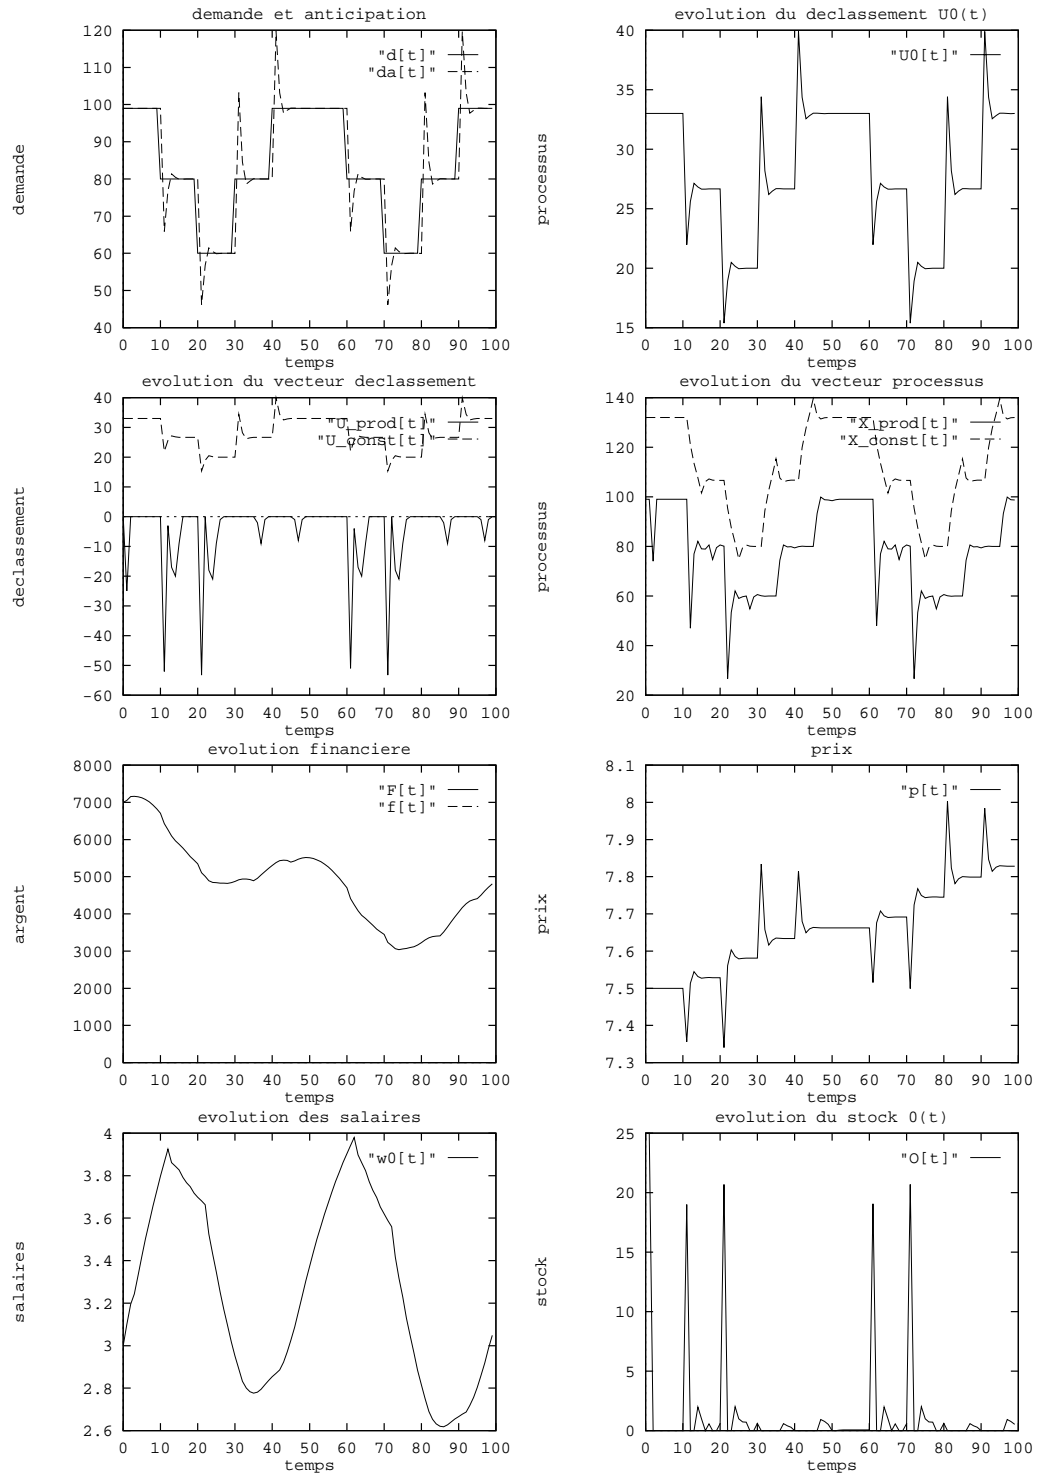 demande et anticipation
120
110
100
90
80
70
60
50
40
demande
"d[t]"
"da[t]"
0 10 20 30 40 50 60 70 80 90 100
temps
evolution du declassement U0(t)
40
35
30
25
20
15
processus
"U0[t]"
0 10 20 30 40 50 60 70 80 90 100
temps
evolution du vecteur declassement
40
30
20
10
0
-10
-20
-30
-40
-50
-60
declassement
"U_prod[t]"
"U_const[t]"
0 10 20 30 40 50 60 70 80 90 100
temps
evolution du vecteur processus
140
120
100
80
60
40
20
processus
"X_prod[t]"
"X_const[t]"
0 10 20 30 40 50 60 70 80 90 100
temps
evolution financiere
8000
7000
6000
5000
4000
3000
2000
1000
0
argent
"F[t]"
"f[t]"
0 10 20 30 40 50 60 70 80 90 100
temps
prix
8.1
8
7.9
7.8
7.7
7.6
7.5
7.4
7.3
prix
"p[t]"
0 10 20 30 40 50 60 70 80 90 100
temps
evolution des salaires
4
3.8
3.6
3.4
3.2
3
2.8
2.6
salaires
"w0[t]"
0 10 20 30 40 50 60 70 80 90 100
temps
evolution du stock 0(t)
25
20
15
10
5
0
stock
"O[t]"
0 10 20 30 40 50 60 70 80 90 100
temps